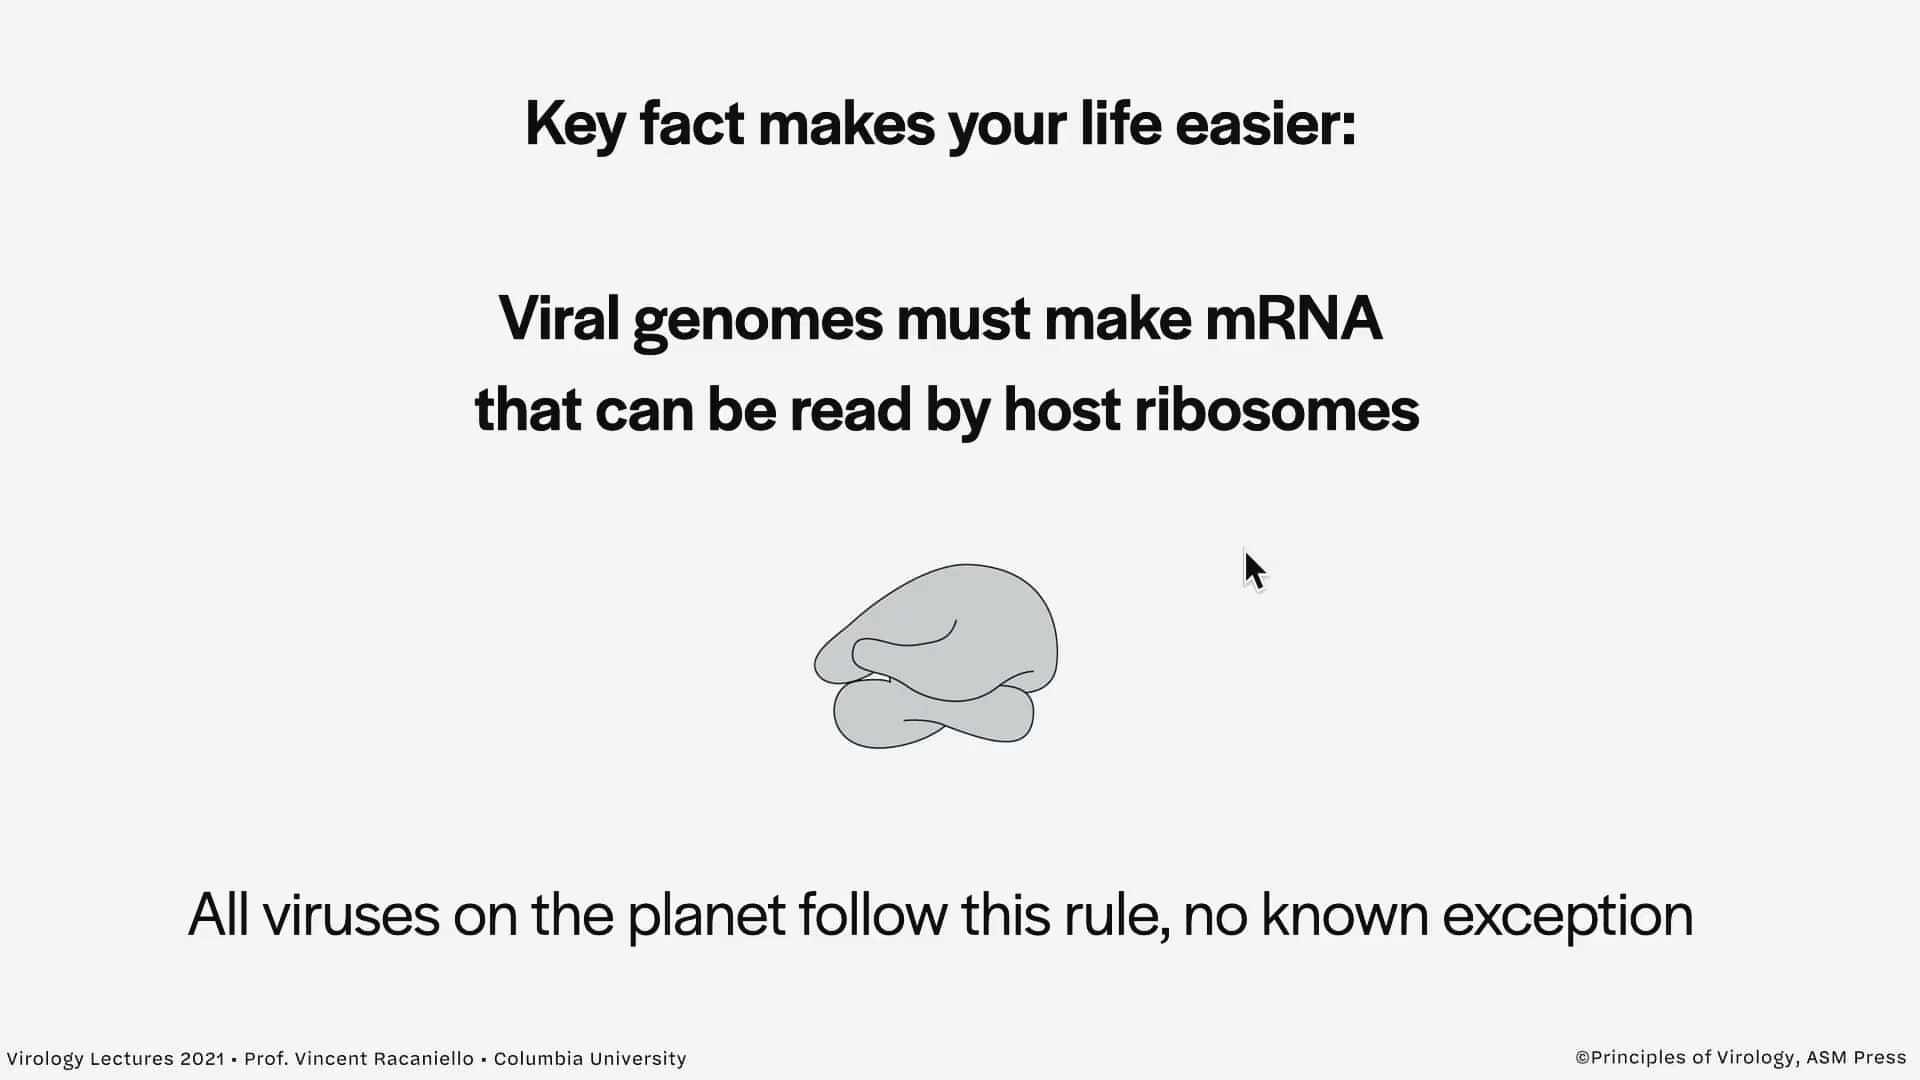 Key fact makes your life easier:
Viral genomes must make mRNA
that can be read by host ribosomes
All viruses on the planet follow this rule, no known exception
Virology Lectures 2021 • Prof. Vincent Racaniello • Columbia University
©Principles of Virology, ASM Press